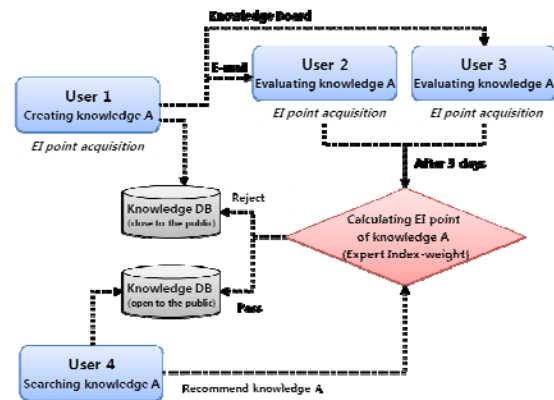 Knowledge Board
E-mail
User 1
Creating knowledge A
EI point acquisition
User 2
Evaluating knowledge A
EI point acquisition
User 3
Evaluating knowledge A
EI point acquisition
After 3 days
Knowledge DB
(close to the public)
Reject
Calculating EI point
of knowledge A
(Expert Index-weight)
Knowledge DB
(open to the public)
Pass
User 4
Searching knowledge A
Recommend knowledge A